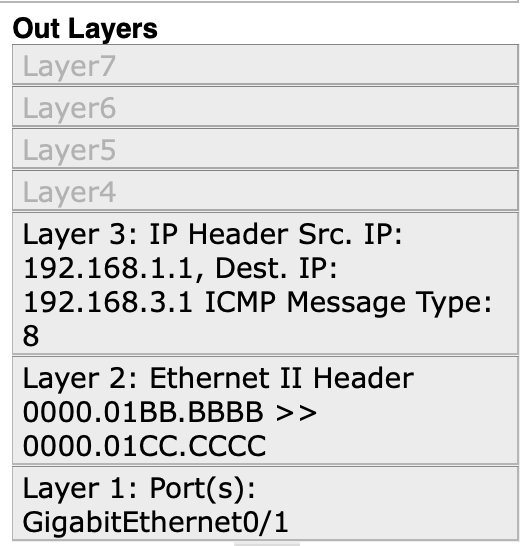 Out Layers
Layer7
Layer6
Layer5
Layer4
Layer 3: IP Header Src. IP:
192.168.1.1, Dest. IP:
192.168.3.1 ICMP Message Type:
8
Layer 2: Ethernet II Header
0000.01BB.BBBB >>
0000.01CC.CCCC
Layer 1: Port(s):
GigabitEthernet0/1